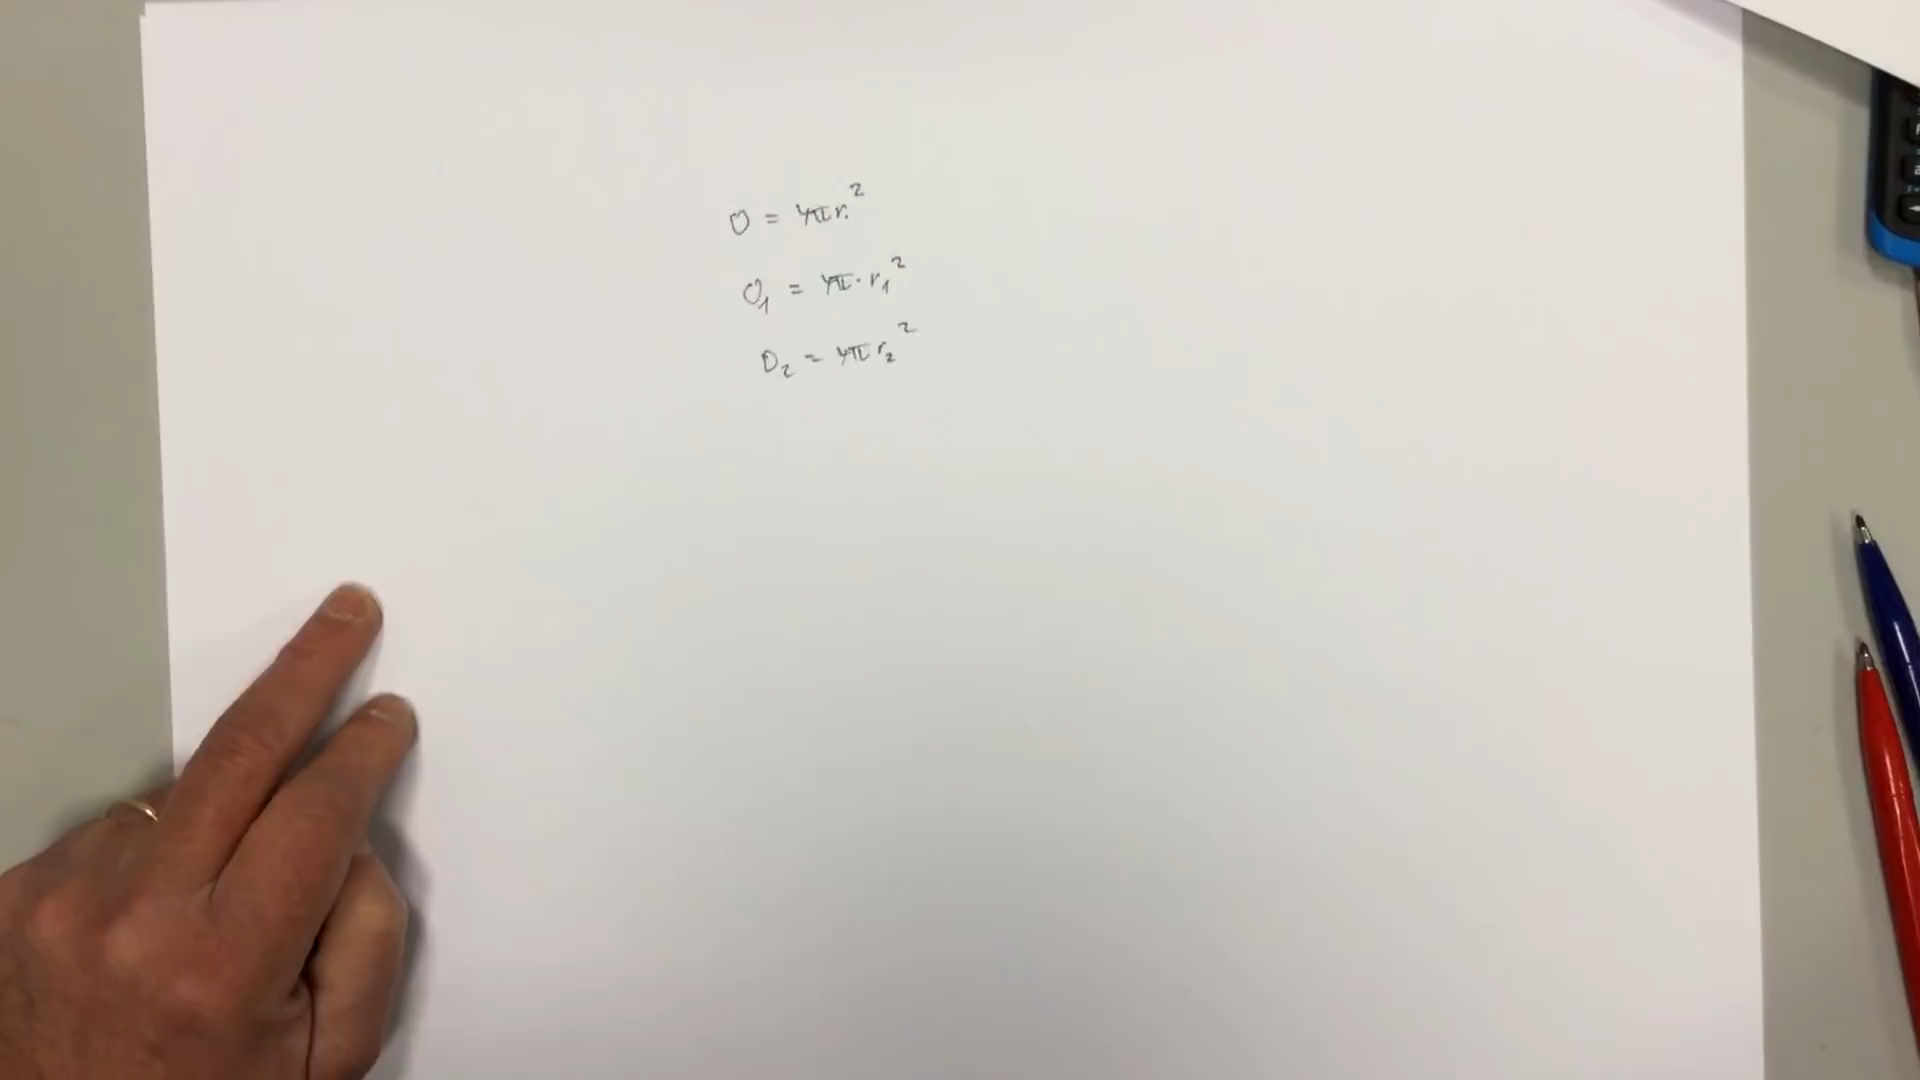 O = 4πr²
O₁ = 4π · r₁²
O₂ = 4πr₂²